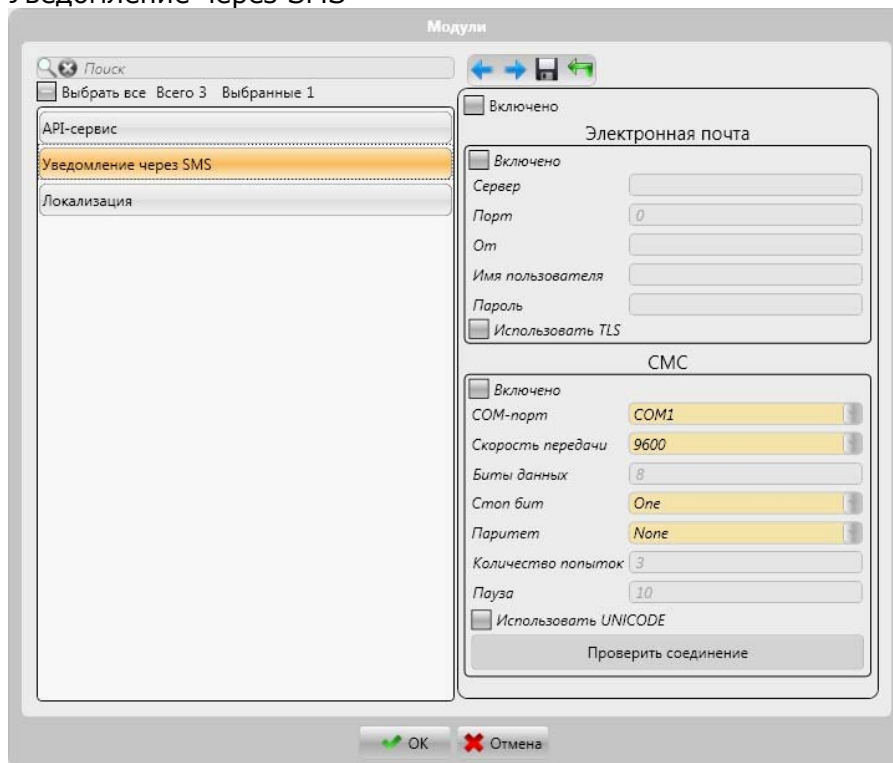 Уведомление через SMS
Модули
Поиск
Выбрать все Всего 3 Выбранные 1
API-сервис
Уведомление через SMS
Локализация
Включено
Электронная почта
Включено
Сервер
Порт 0
От
Имя пользователя
Пароль
Использовать TLS
СМС
Включено
COM-порт COM1
Скорость передачи 9600
Биты данных 8
Стоп бит One
Паритет None
Количество попыток 3
Пауза 10
Использовать UNICODE
Проверить соединение
OK Отмена